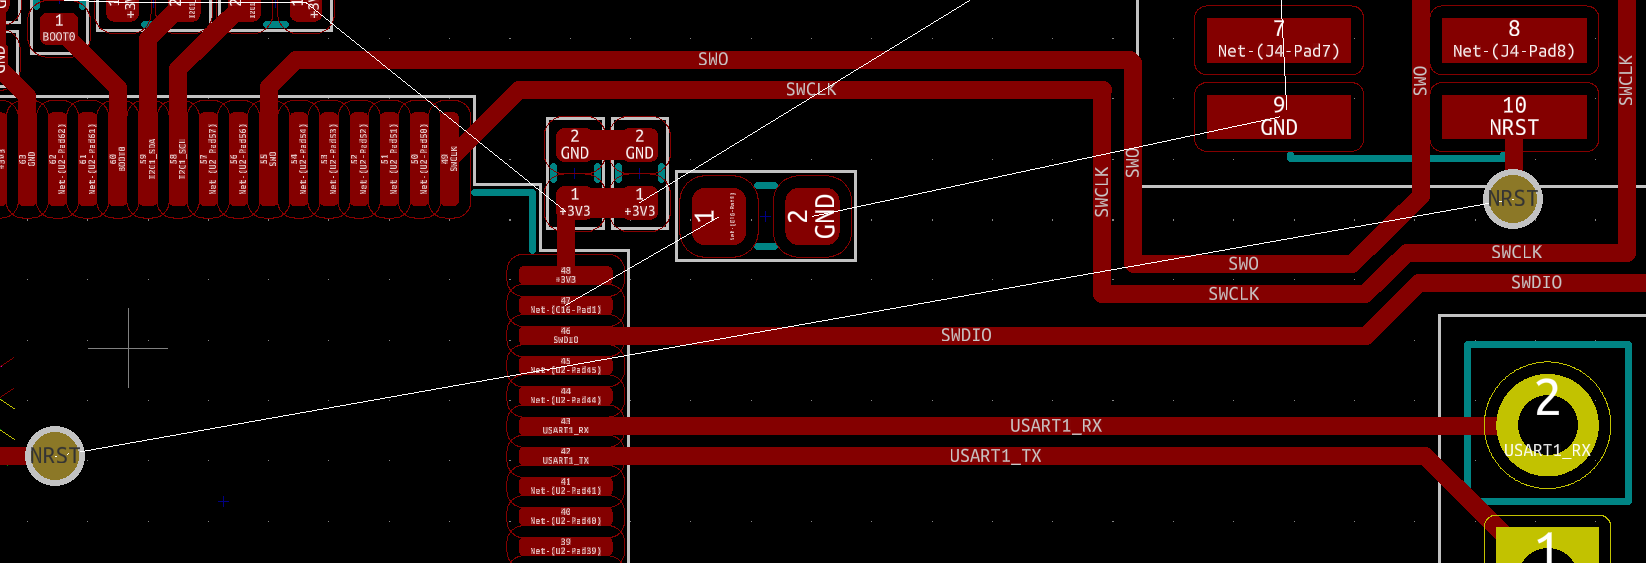 1
BOOT0
+3V
SWO
SWCLK
7
Net-(J4-Pad7)
8
Net-(J4-Pad8)
9
GND
10
NRST
SWO
SWCLK
63
GND
62
Net-(U2-Pad62)
61
Net-(U2-Pad61)
60
BOOT0
59
I2C1_SDA
58
I2C1_SCL
57
Net-(U2-Pad57)
56
Net-(U2-Pad56)
55
SWO
54
Net-(U2-Pad54)
53
Net-(U2-Pad53)
52
Net-(U2-Pad52)
51
Net-(U2-Pad51)
50
Net-(U2-Pad50)
49
SWCLK
2
GND
2
GND
1
+3V3
1
+3V3
1
Net-(C16-Pad1)
2
GND
SWCLK
SWO
NRST
48
+3V3
47
Net-(C16-Pad1)
46
SWDIO
45
Net-(U2-Pad45)
44
Net-(U2-Pad44)
43
USART1_RX
42
USART1_TX
41
Net-(U2-Pad41)
40
Net-(U2-Pad40)
39
Net-(U2-Pad39)
SWO
SWCLK
SWCLK
SWDIO
SWDIO
USART1_RX
USART1_TX
2
USART1_RX
1
NRST